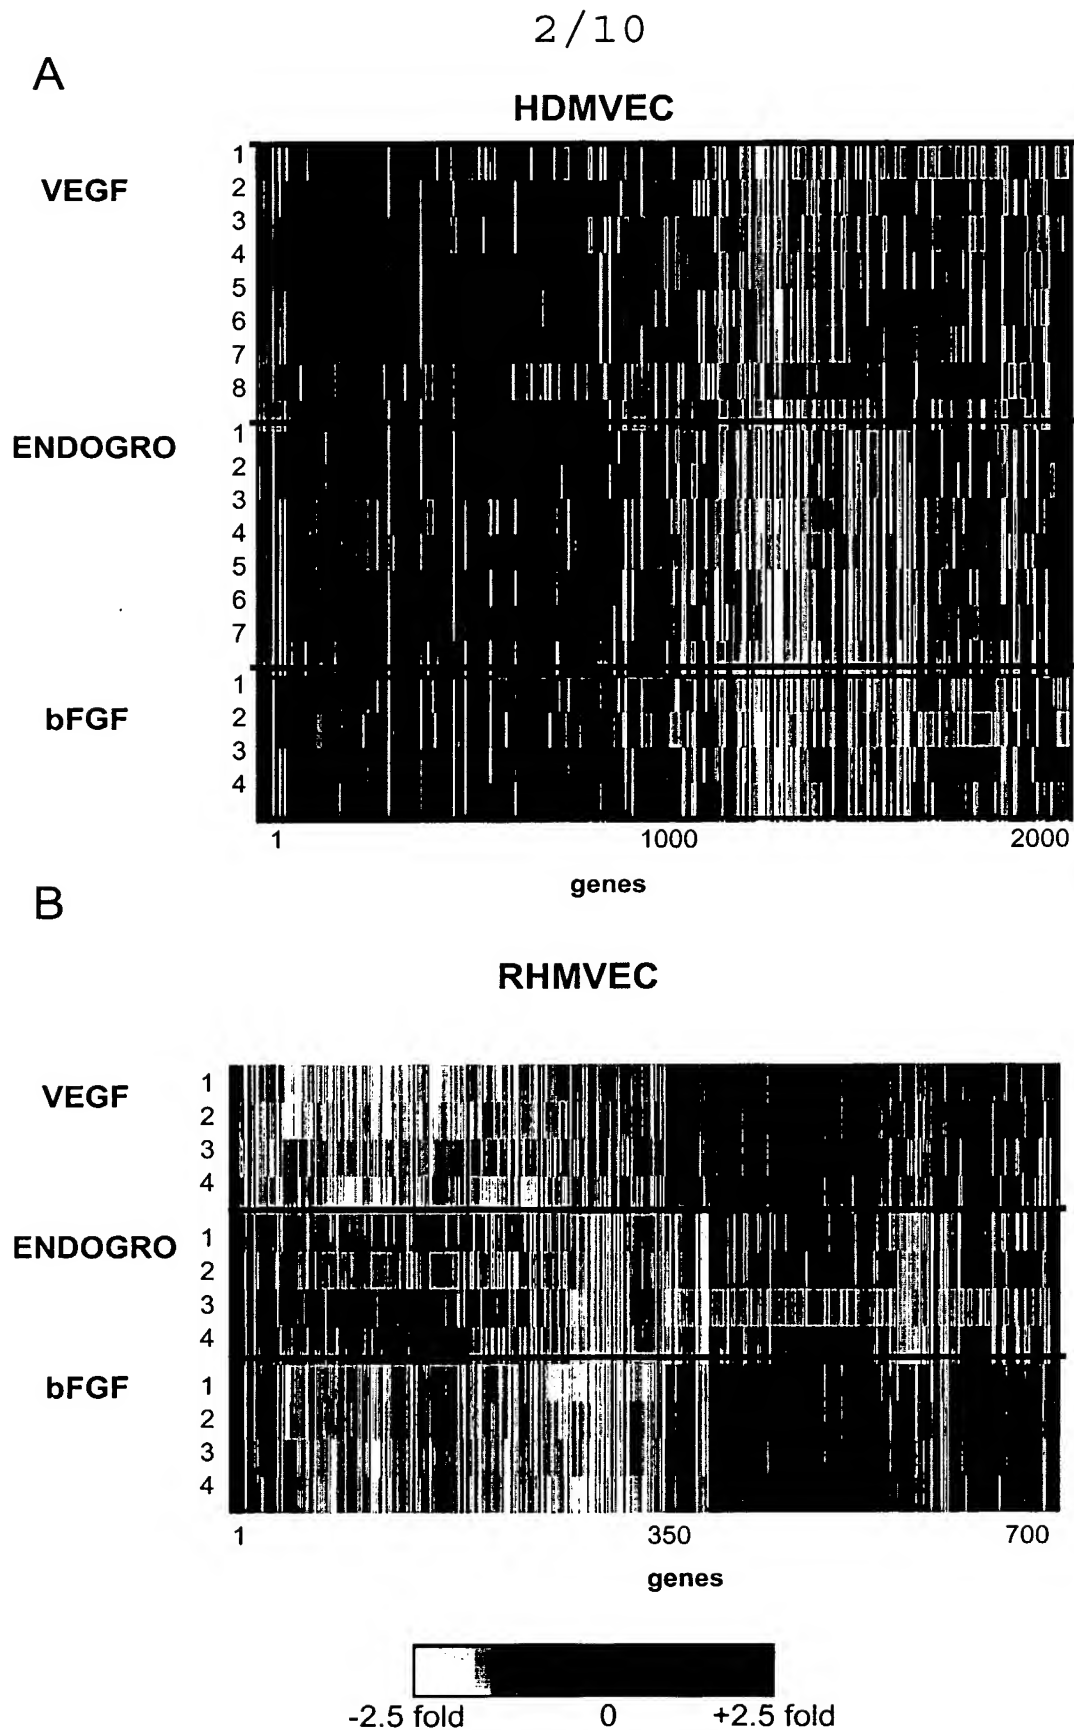 2/10
A
HDMVEC
VEGF
1
2
3
4
5
6
7
8
ENDOGRO
1
2
3
4
5
6
7
bFGF
1
2
3
4
1 1000 2000
genes
B
RHMVEC
VEGF
1
2
3
4
ENDOGRO
1
2
3
4
bFGF
1
2
3
4
1 350 700
genes
-2.5 fold 0 +2.5 fold